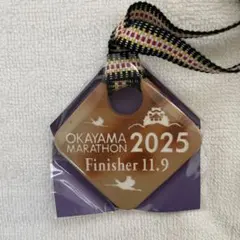 OKAYAMA
MARATHON 2025
Finisher 11.9